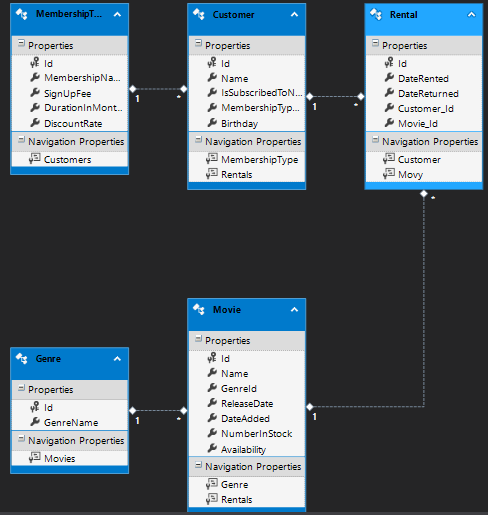 MembershipT...
Properties
Id
MembershipNa...
SignUpFee
DurationInMont...
DiscountRate
Navigation Properties
Customers
1
*
Customer
Properties
Id
Name
IsSubscribedToN...
MembershipTyp...
Birthday
Navigation Properties
MembershipType
Rentals
1
*
Rental
Properties
Id
DateRented
DateReturned
Customer_Id
Movie_Id
Navigation Properties
Customer
Movy
*
Genre
Properties
Id
GenreName
Navigation Properties
Movies
1
*
Movie
Properties
Id
Name
GenreId
ReleaseDate
DateAdded
NumberInStock
Availability
Navigation Properties
Genre
Rentals
1